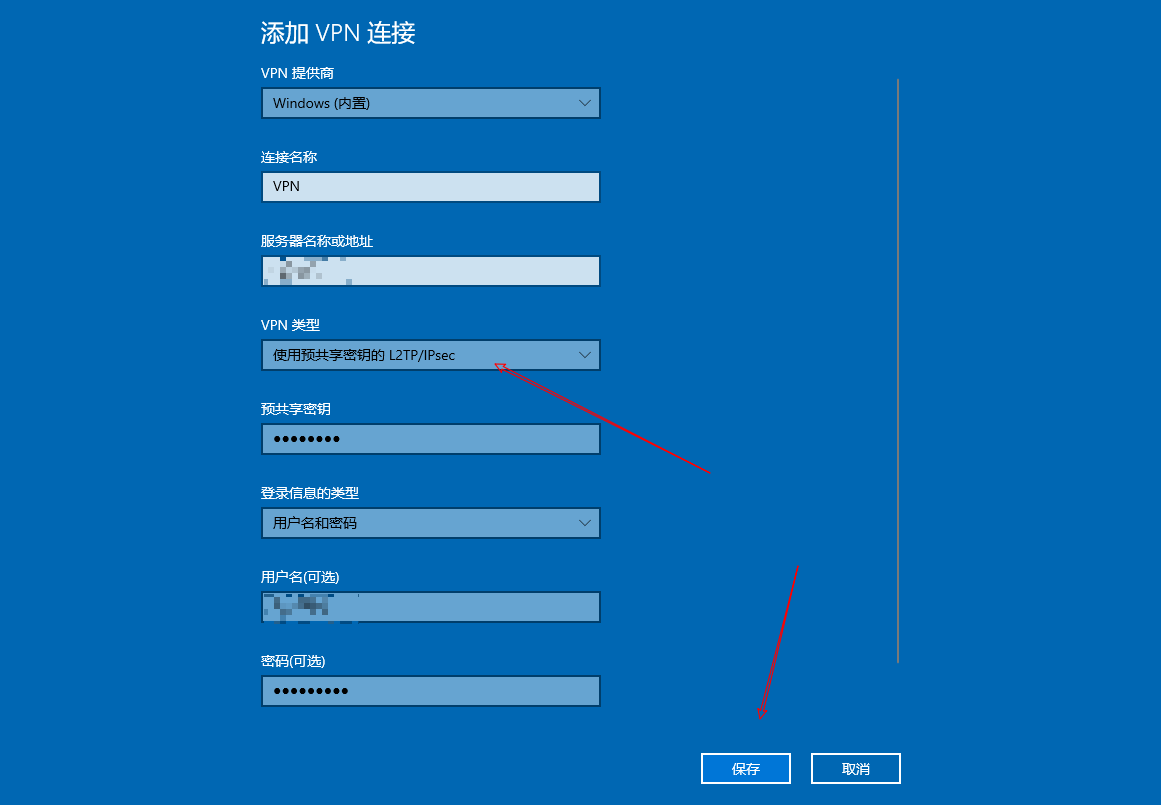 添加 VPN 连接
VPN 提供商
Windows (内置)
连接名称
VPN
服务器名称或地址
VPN 类型
使用预共享密钥的 L2TP/IPsec
预共享密钥
●●●●●●●●
登录信息的类型
用户名和密码
用户名(可选)
密码(可选)
●●●●●●●●●
保存 取消